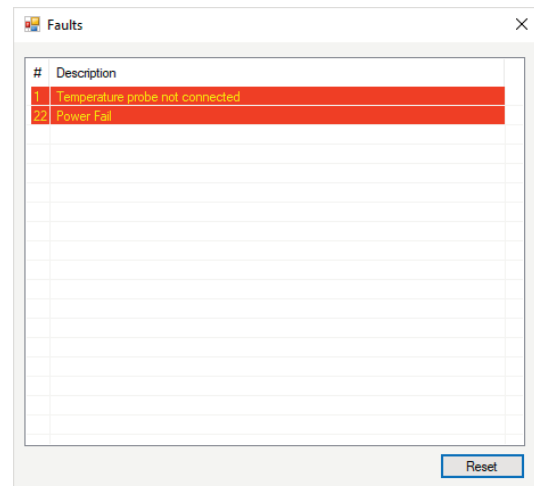 Faults
# Description
1 Temperature probe not connected
22 Power Fail
Reset